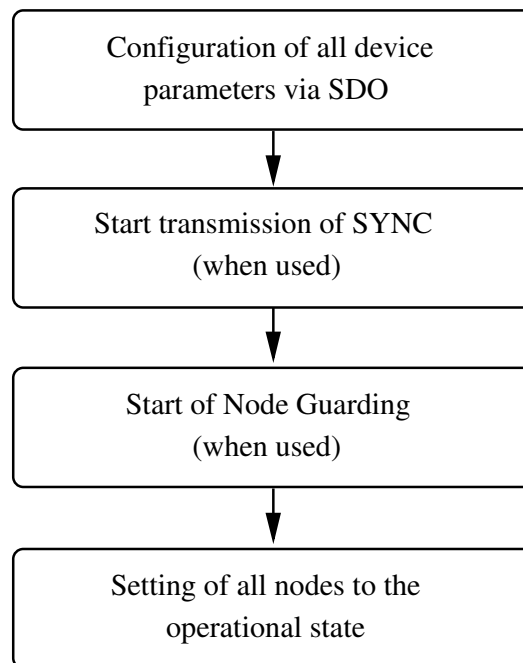 Configuration of all device
parameters via SDO
Start transmission of SYNC
(when used)
Start of Node Guarding
(when used)
Setting of all nodes to the
operational state